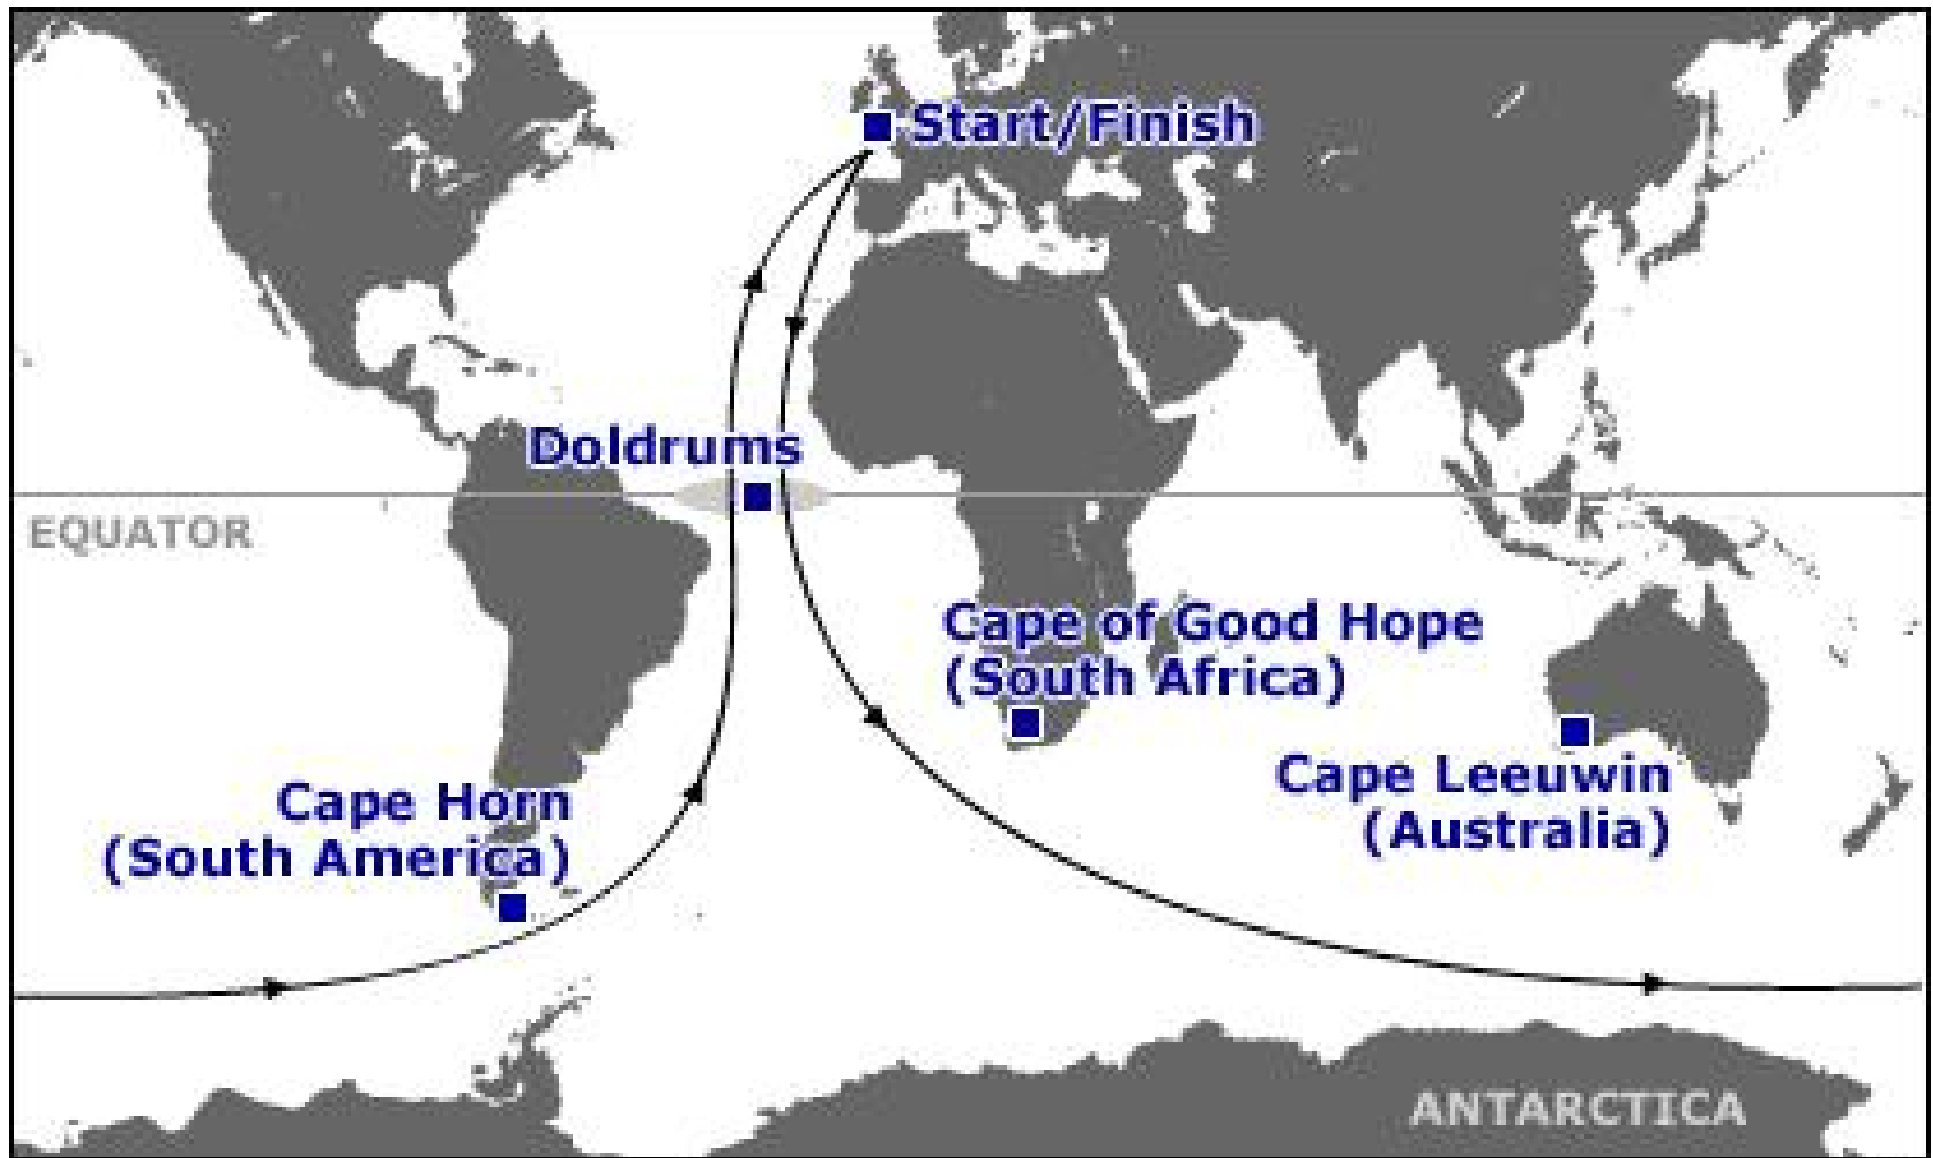 Start/Finish
Doldrums
EQUATOR
Cape of Good Hope
(South Africa)
Cape Leeuwin
(Australia)
Cape Horn
(South America)
ANTARCTICA